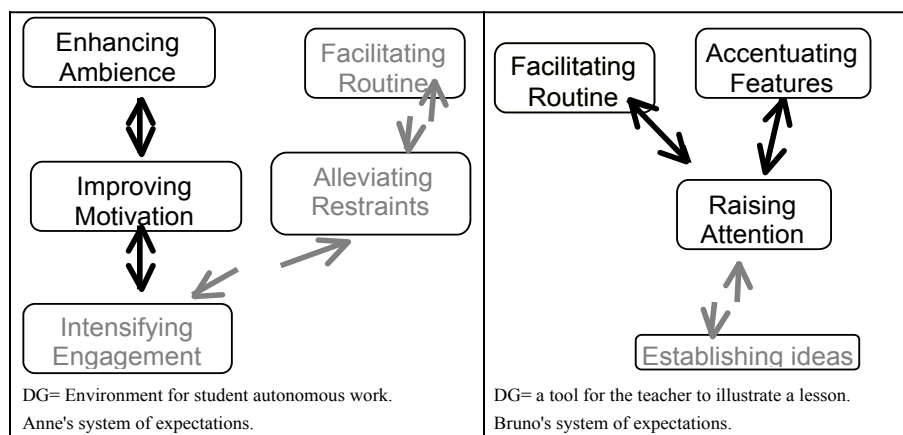 Enhancing
Ambience
Facilitating
Routine
Improving
Motivation
Alleviating
Restraints
Intensifying
Engagement
DG= Environment for student autonomous work.
Anne's system of expectations.
Facilitating
Routine
Accentuating
Features
Raising
Attention
Establishing ideas
DG= a tool for the teacher to illustrate a lesson.
Bruno's system of expectations.